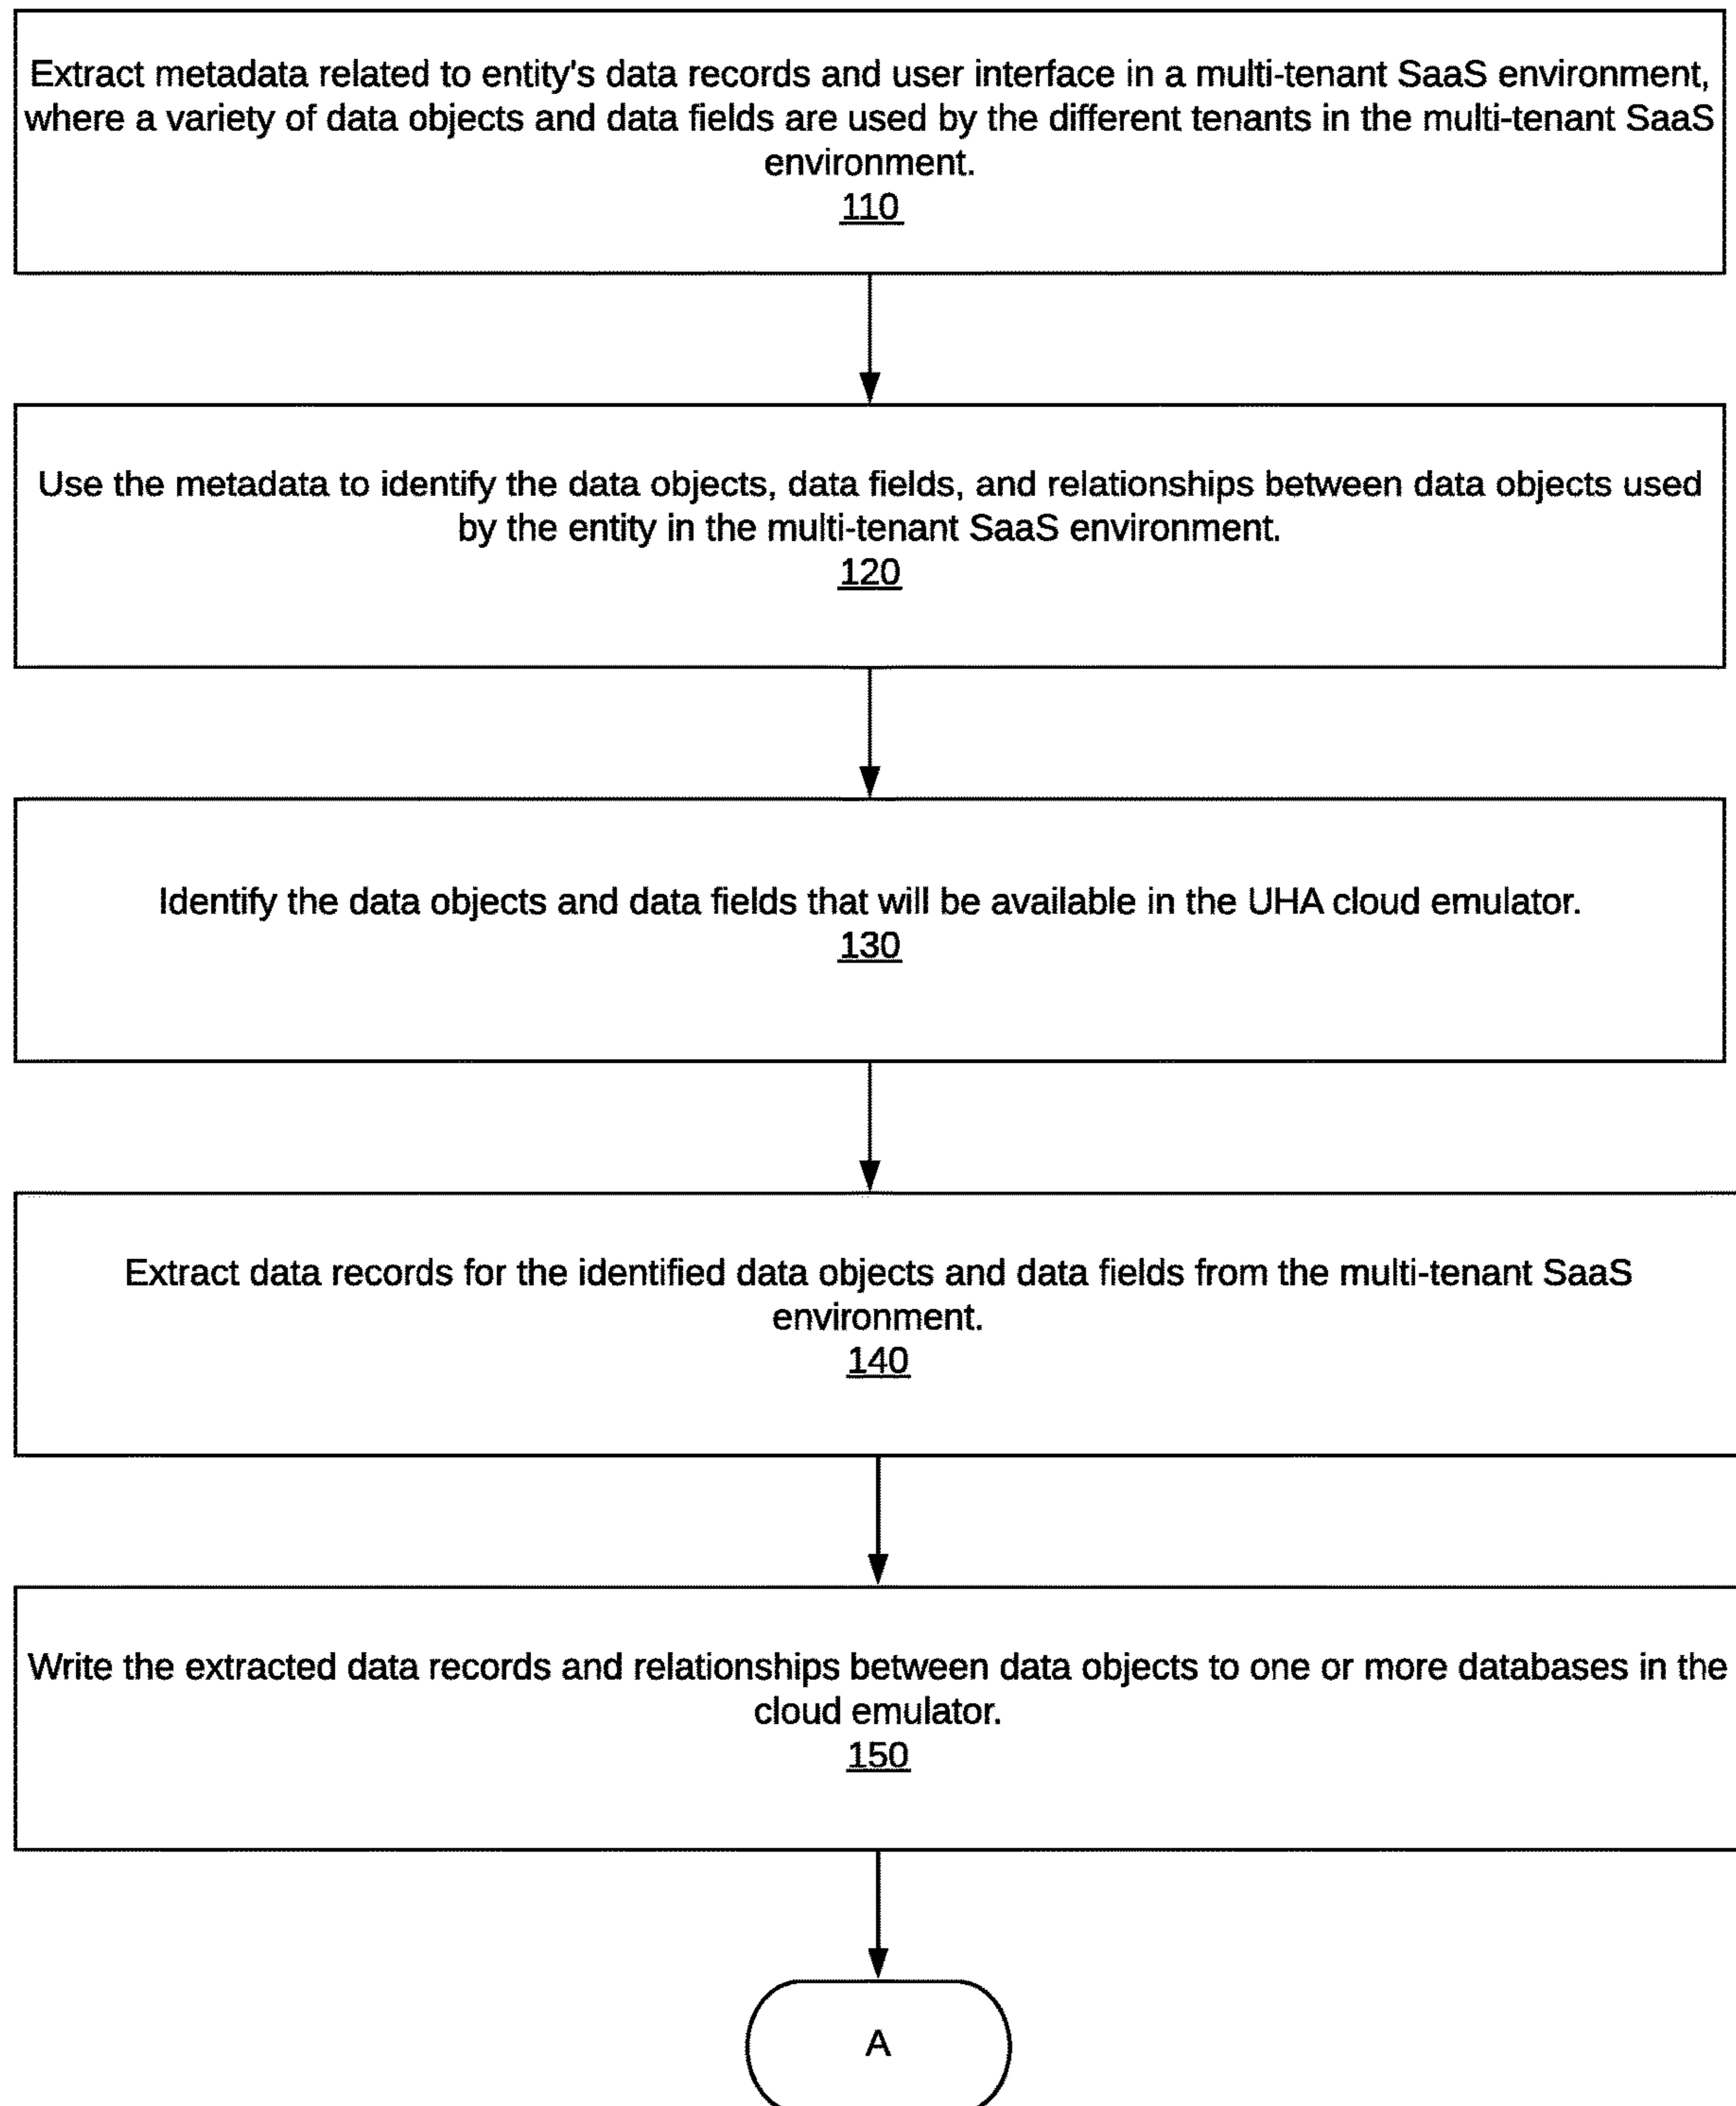 Extract metadata related to entity's data records and user interface in a multi-tenant SaaS environment,
where a variety of data objects and data fields are used by the different tenants in the multi-tenant SaaS
environment.
110
Use the metadata to identify the data objects, data fields, and relationships between data objects used
by the entity in the multi-tenant SaaS environment.
120
Identify the data objects and data fields that will be available in the UHA cloud emulator.
130
Extract data records for the identified data objects and data fields from the multi-tenant SaaS
environment.
140
Write the extracted data records and relationships between data objects to one or more databases in the
cloud emulator.
150
A